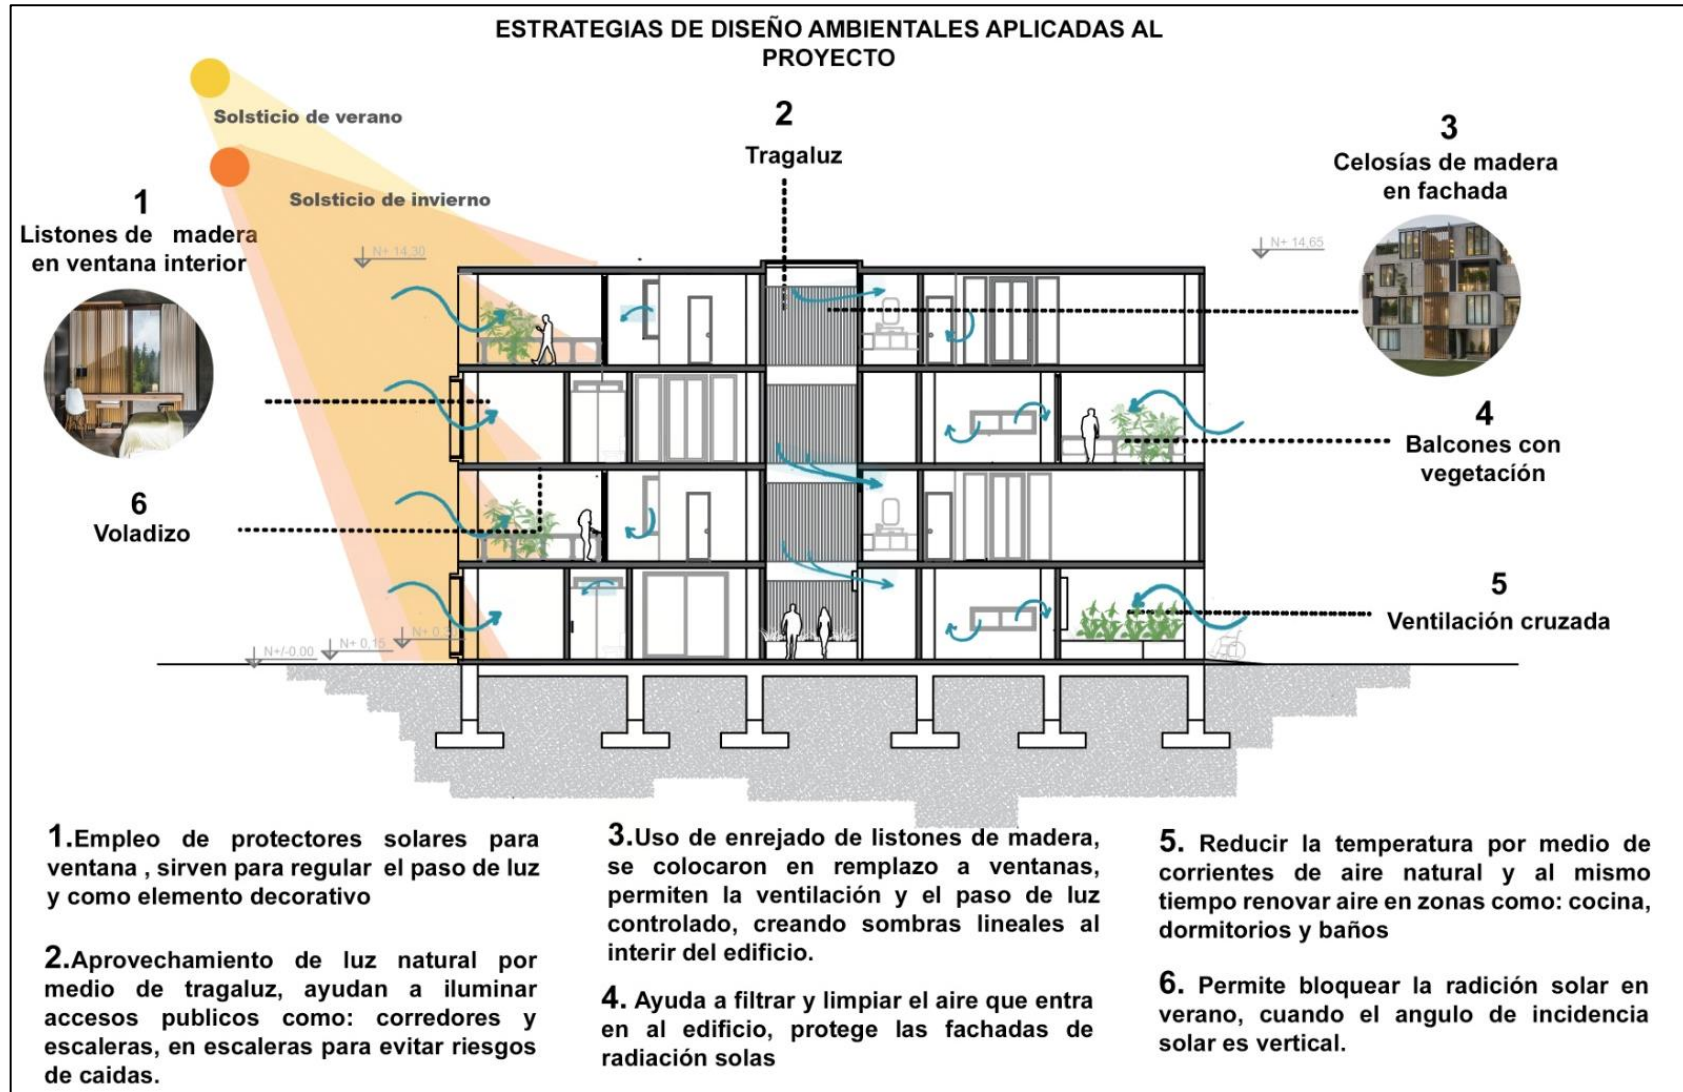 ESTRATEGIAS DE DISEÑO AMBIENTALES APLICADAS AL
PROYECTO
Solsticio de verano
Solsticio de invierno
1
Listones de madera
en ventana interior
2
Tragaluz
3
Celosías de madera
en fachada
N+ 14,30
N+ 14,65
4
Balcones con
vegetación
6
Voladizo
5
Ventilación cruzada
N+/-0.00
N+ 0,15
1.Empleo de protectores solares para
ventana , sirven para regular el paso de luz
y como elemento decorativo
2.Aprovechamiento de luz natural por
medio de tragaluz, ayudan a iluminar
accesos publicos como: corredores y
escaleras, en escaleras para evitar riesgos
de caidas.
3.Uso de enrejado de listones de madera,
se colocaron en remplazo a ventanas,
permiten la ventilación y el paso de luz
controlado, creando sombras lineales al
interir del edificio.
4. Ayuda a filtrar y limpiar el aire que entra
en al edificio, protege las fachadas de
radiación solas
5. Reducir la temperatura por medio de
corrientes de aire natural y al mismo
tiempo renovar aire en zonas como: cocina,
dormitorios y baños
6. Permite bloquear la radición solar en
verano, cuando el angulo de incidencia
solar es vertical.